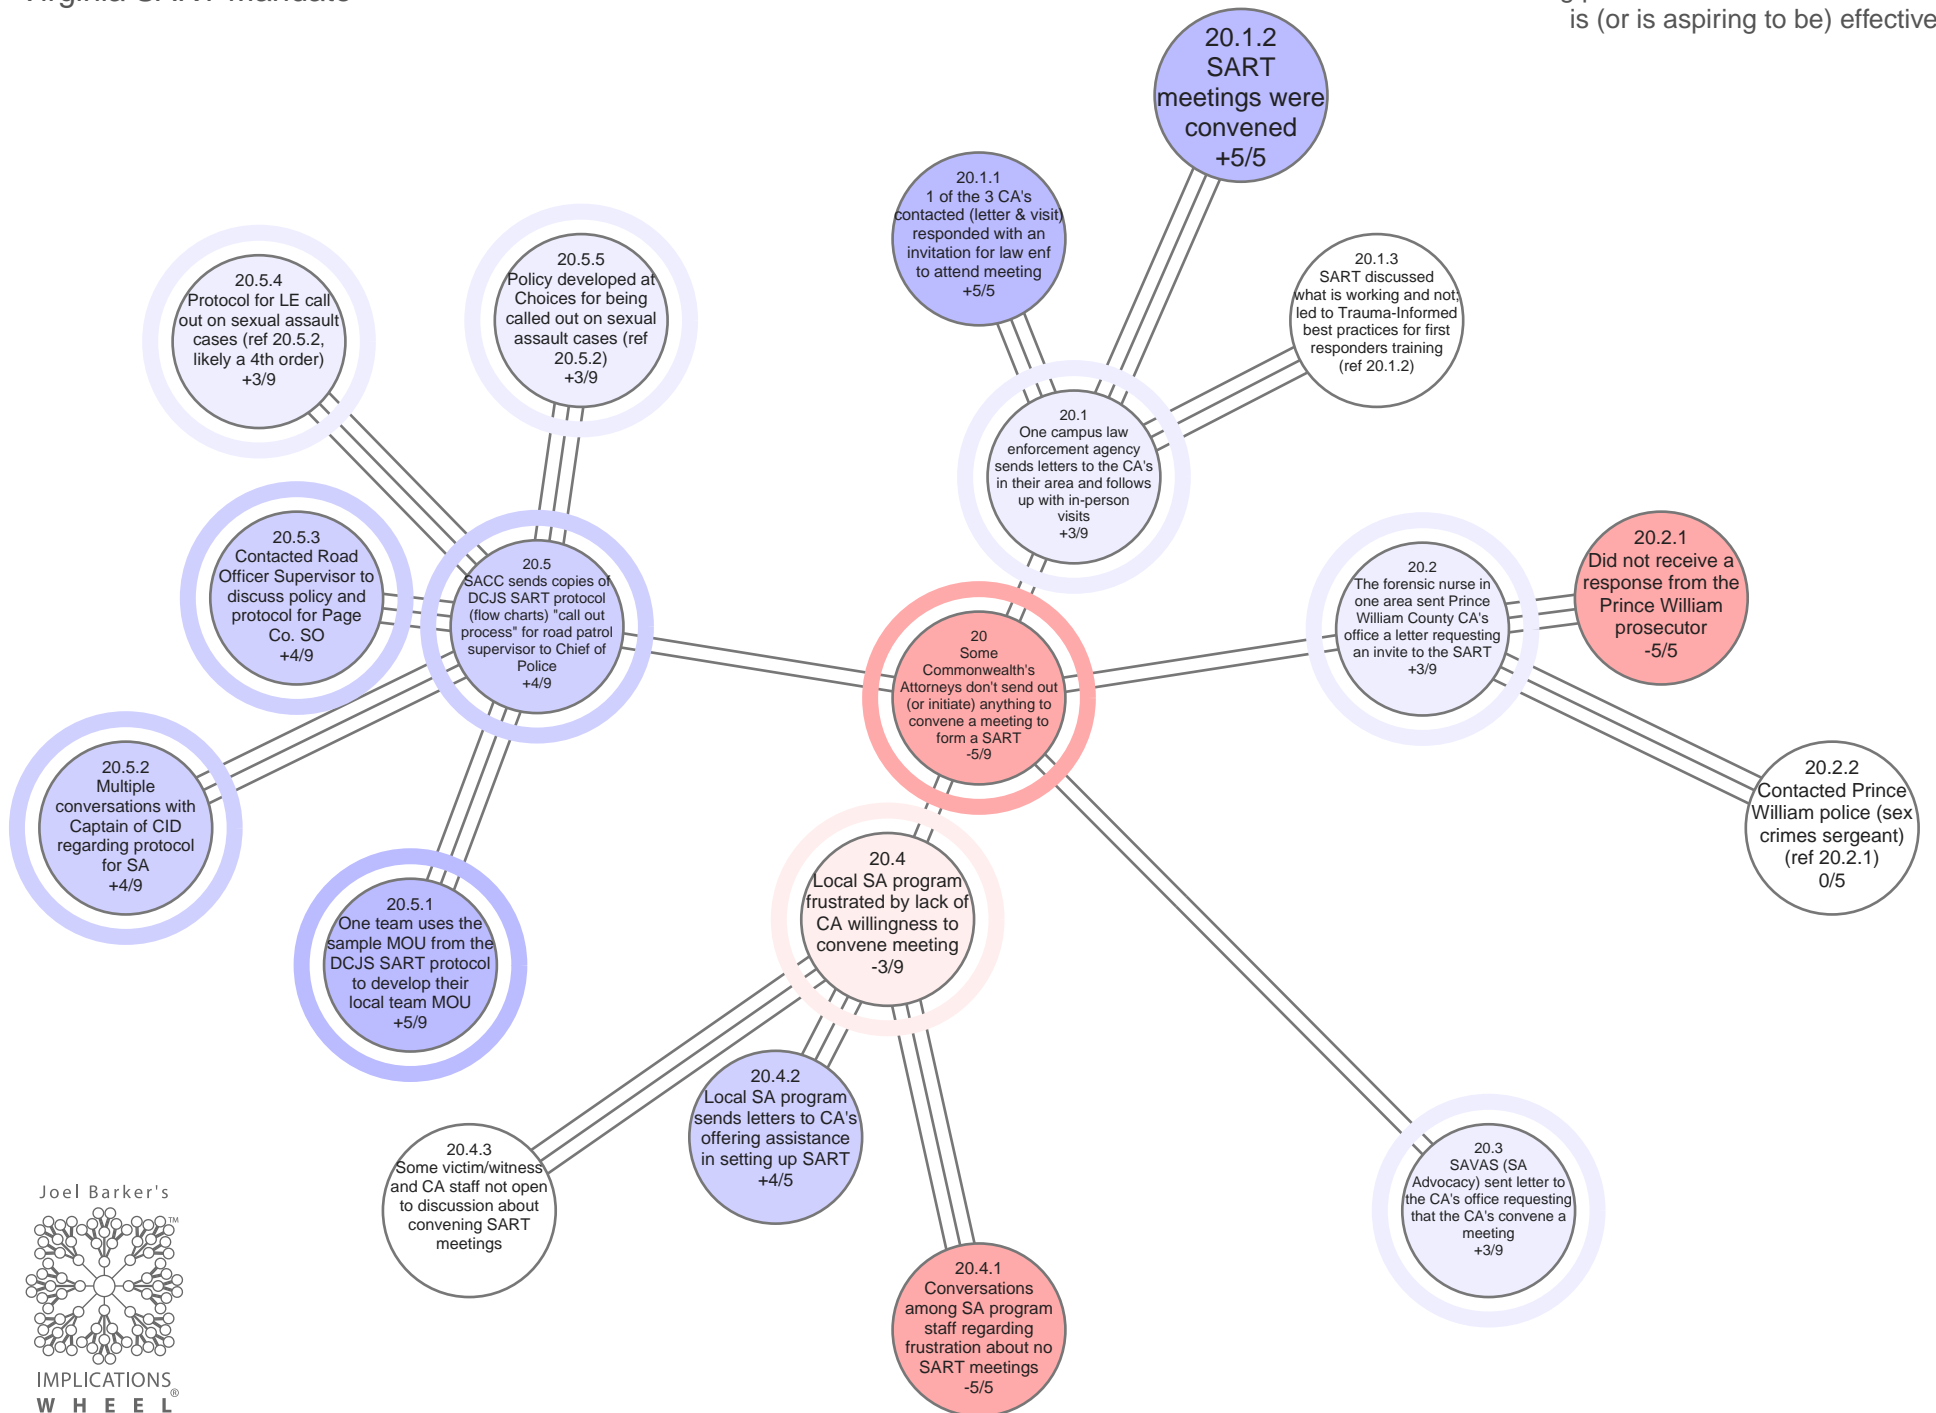 is (or is aspiring to be) effective
20.1.2
SART
meetings were
convened
+5/5
20.1.1
1 of the 3 CA's
contacted (letter & visit)
responded with an
invitation for law enf
to attend meeting
+5/5
20.1.3
SART discussed
what is working and not;
led to Trauma-Informed
best practices for first
responders training
(ref 20.1.2)
20.5.4
Protocol for LE call
out on sexual assault
cases (ref 20.5.2,
likely a 4th order)
+3/9
20.5.5
Policy developed at
Choices for being
called out on sexual
assault cases (ref
20.5.2)
+3/9
20.1
One campus law
enforcement agency
sends letters to the CA's
in their area and follows
up with in-person
visits
+3/9
20.5.3
Contacted Road
Officer Supervisor to
discuss policy and
protocol for Page
Co. SO
+4/9
20.5
SACC sends copies of
DCJS SART protocol
(flow charts) "call out
process" for road patrol
supervisor to Chief of
Police
+4/9
20.2
The forensic nurse in
one area sent Prince
William County CA's
office a letter requesting
an invite to the SART
+3/9
20.2.1
Did not receive a
response from the
Prince William
prosecutor
-5/5
20
Some
Commonwealth's
Attorneys don't send out
(or initiate) anything to
convene a meeting to
form a SART
-5/9
20.5.2
Multiple
conversations with
Captain of CID
regarding protocol
for SA
+4/9
20.2.2
Contacted Prince
William police (sex
crimes sergeant)
(ref 20.2.1)
0/5
20.5.1
One team uses the
sample MOU from the
DCJS SART protocol
to develop their
local team MOU
+5/9
20.4
Local SA program
frustrated by lack of
CA willingness to
convene meeting
-3/9
20.4.2
Local SA program
sends letters to CA's
offering assistance
in setting up SART
+4/5
20.4.3
Some victim/witness
and CA staff not open
to discussion about
convening SART
meetings
20.3
SAVAS (SA
Advocacy) sent letter to
the CA's office requesting
that the CA's convene a
meeting
+3/9
20.4.1
Conversations
among SA program
staff regarding
frustration about no
SART meetings
-5/5
Joel Barker's
TM
IMPLICATIONS
WHEEL®